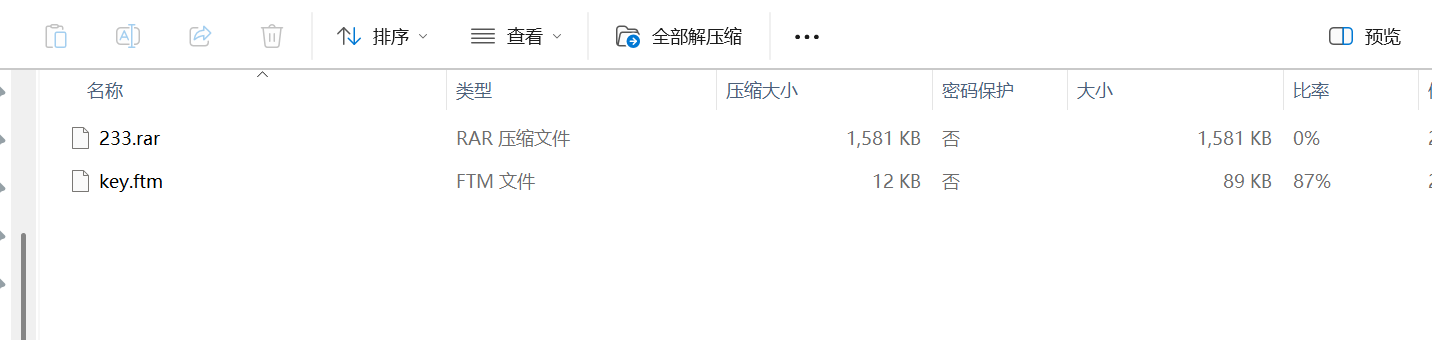 排序 查看 全部解压缩 预览
名称 类型 压缩大小 密码保护 大小 比率
233.rar RAR 压缩文件 1,581 KB 否 1,581 KB 0%
key.ftm FTM 文件 12 KB 否 89 KB 87%